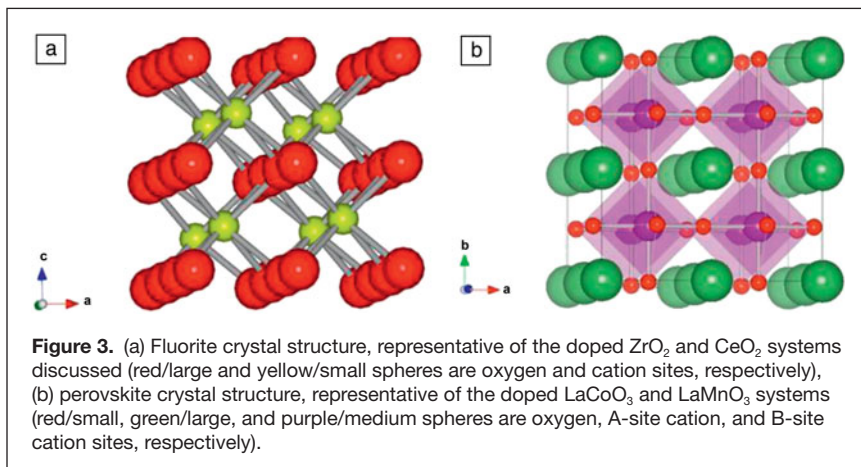 a
b
c
a
b
a
Figure 3. (a) Fluorite crystal structure, representative of the doped ZrO₂ and CeO₂ systems
discussed (red/large and yellow/small spheres are oxygen and cation sites, respectively),
(b) perovskite crystal structure, representative of the doped LaCoO₃ and LaMnO₃ systems
(red/small, green/large, and purple/medium spheres are oxygen, A-site cation, and B-site
cation sites, respectively).